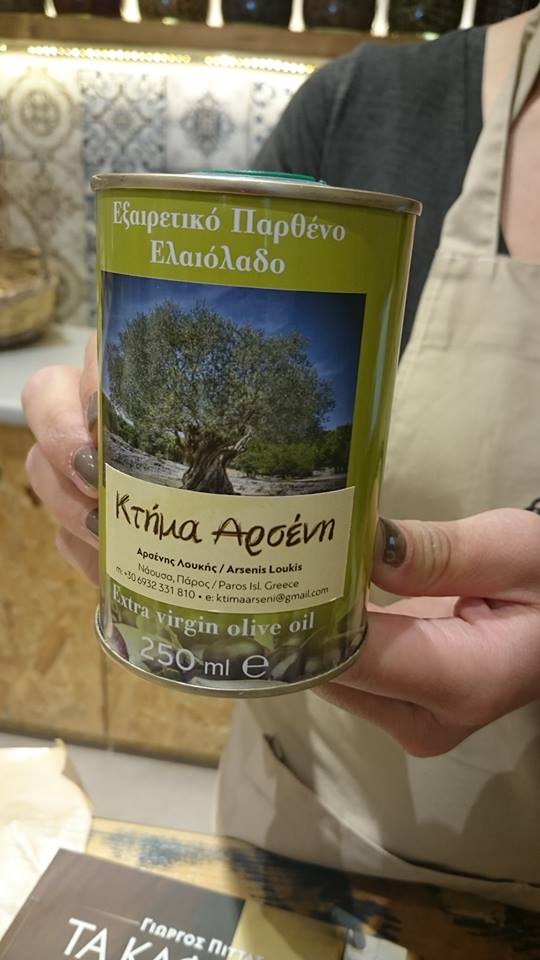 Εξαιρετικό Παρθένο
Ελαιόλαδο
Κτήμα Αρσένη
Αρσένης Λουκής / Arsenis Loukis
Νάουσα, Πάρος / Paros Isl. Greece
m: +30 6932 331 810 • e: ktimaarseni@gmail.com
Extra virgin olive oil
250 ml ℮
ΓΙΩΡΓΟΣ
ΤΑ